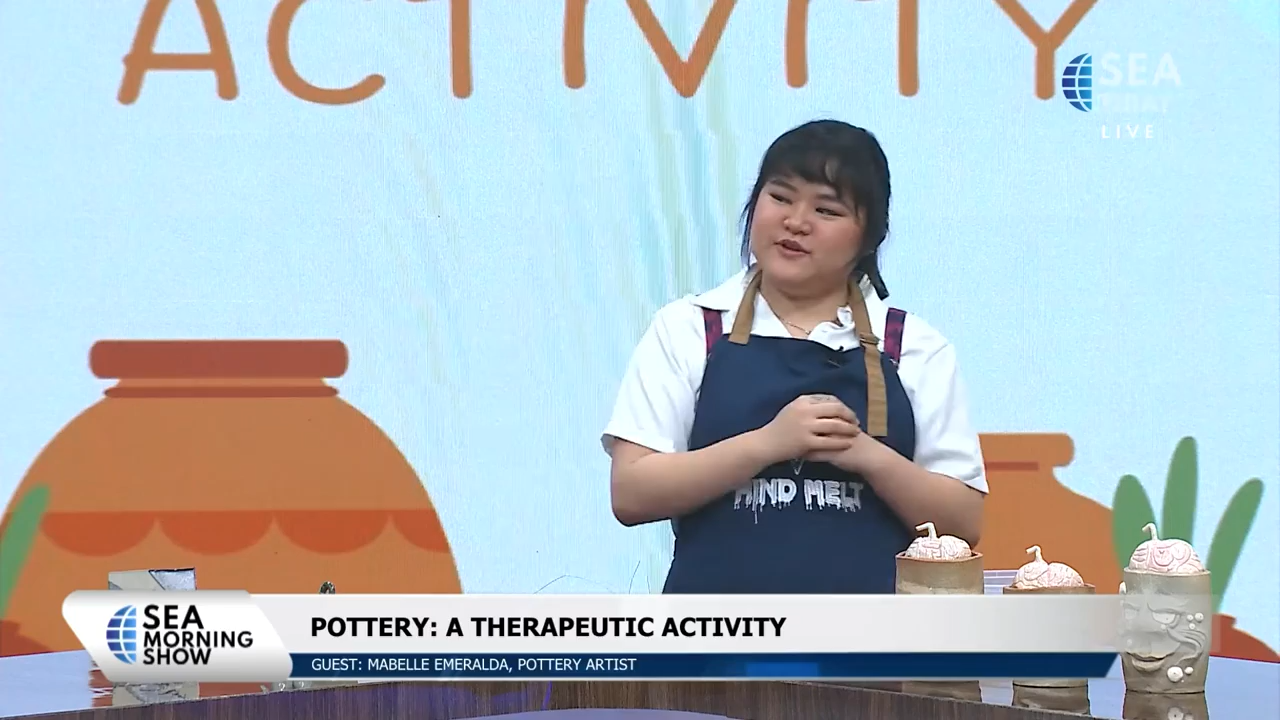 ACTIVITY
SEA
LIVE
MIND MELT
SEA
MORNING
SHOW
POTTERY: A THERAPEUTIC ACTIVITY
GUEST: MABELLE EMERALDA, POTTERY ARTIST